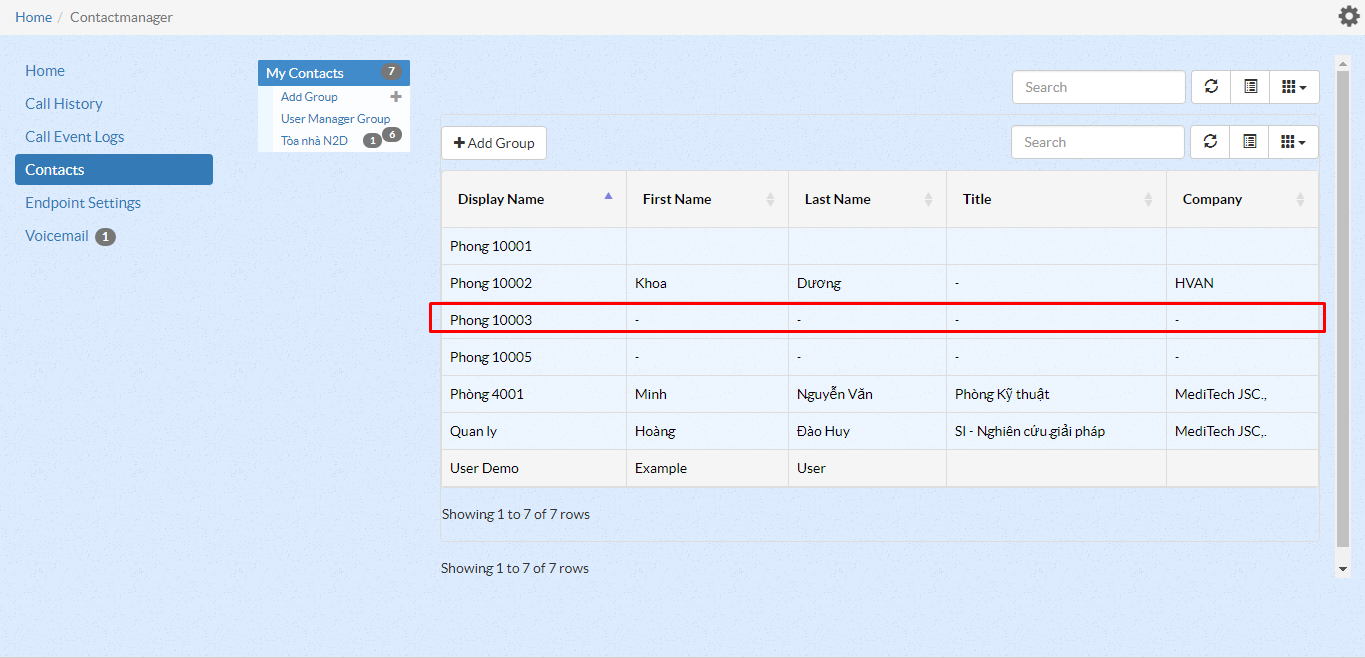 Home / Contactmanager
Home
Call History
Call Event Logs
Contacts
Endpoint Settings
Voicemail 1
My Contacts 7
Add Group
User Manager Group 6
Tòa nhà N2D 1
Search
Add Group
Search
Display Name First Name Last Name Title Company
Phong 10001
Phong 10002 Khoa Dương - HVAN
Phong 10003 - - - -
Phong 10005 - - - -
Phòng 4001 Minh Nguyễn Văn Phòng Kỹ thuật MediTech JSC.,
Quan ly Hoàng Đào Huy SI - Nghiên cứu giải pháp MediTech JSC,.
User Demo Example User
Showing 1 to 7 of 7 rows
Showing 1 to 7 of 7 rows